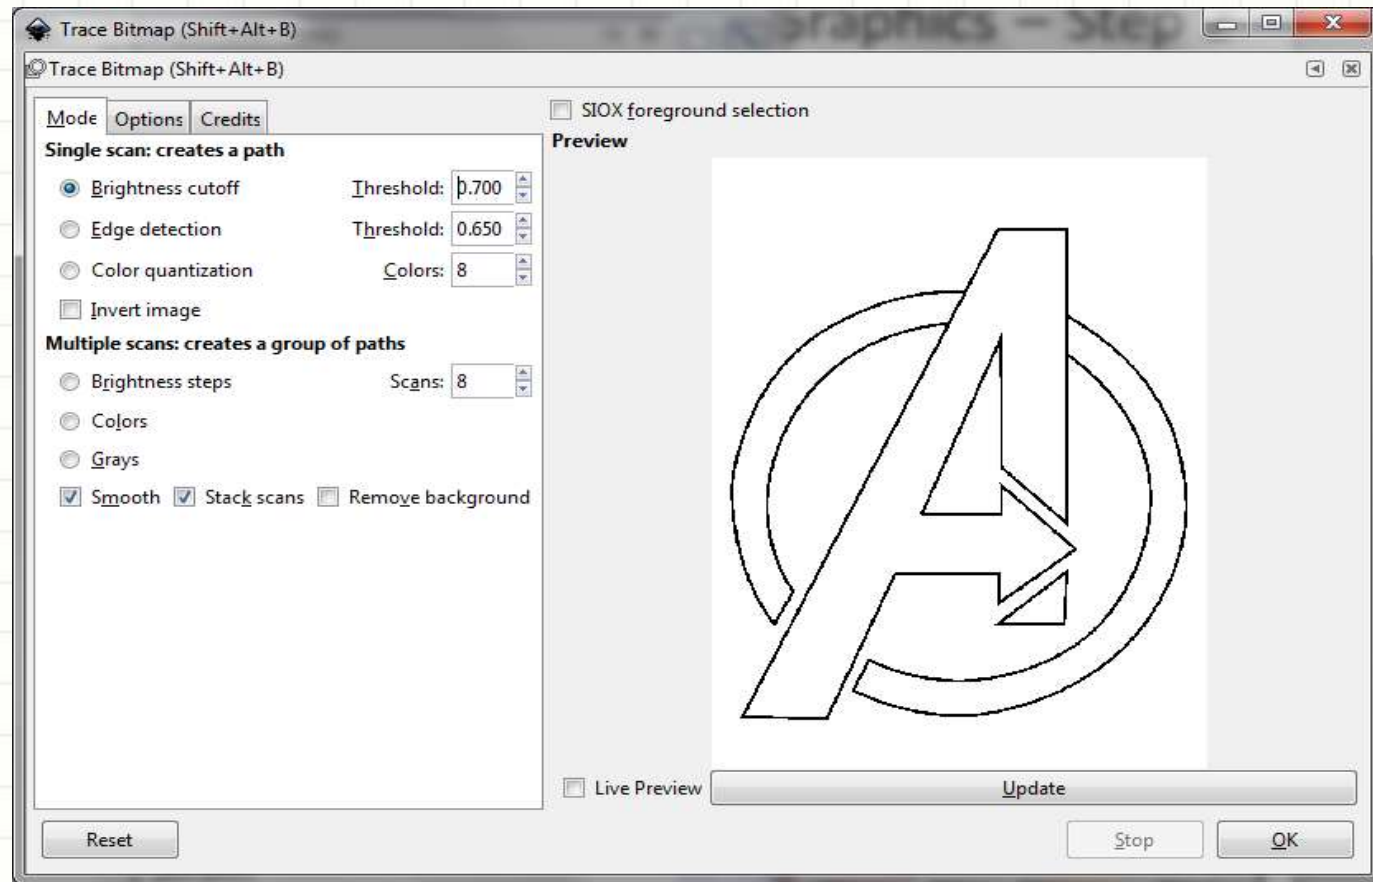 Graphics – Step
Trace Bitmap (Shift+Alt+B)
Trace Bitmap (Shift+Alt+B)
Mode Options Credits
SIOX foreground selection
Preview
Single scan: creates a path
Brightness cutoff Threshold: 0.700
Edge detection Threshold: 0.650
Color quantization Colors: 8
Invert image
Multiple scans: creates a group of paths
Brightness steps Scans: 8
Colors
Grays
Smooth Stack scans Remove background
Live Preview Update
Reset Stop OK